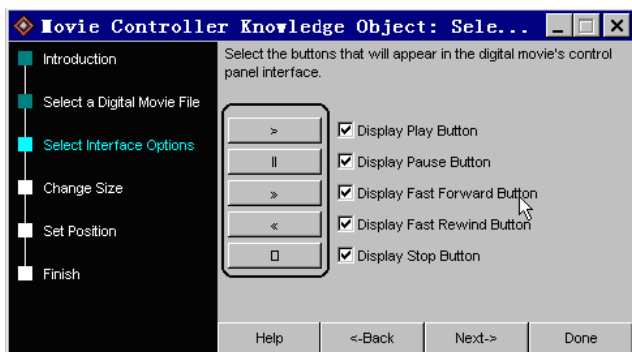 Movie Controller Knowledge Object: Sele...
Introduction
Select a Digital Movie File
Select Interface Options
Change Size
Set Position
Finish
Select the buttons that will appear in the digital movie's control
panel interface.
> Display Play Button
II Display Pause Button
» Display Fast Forward Button
« Display Fast Rewind Button
□ Display Stop Button
Help <-Back Next-> Done